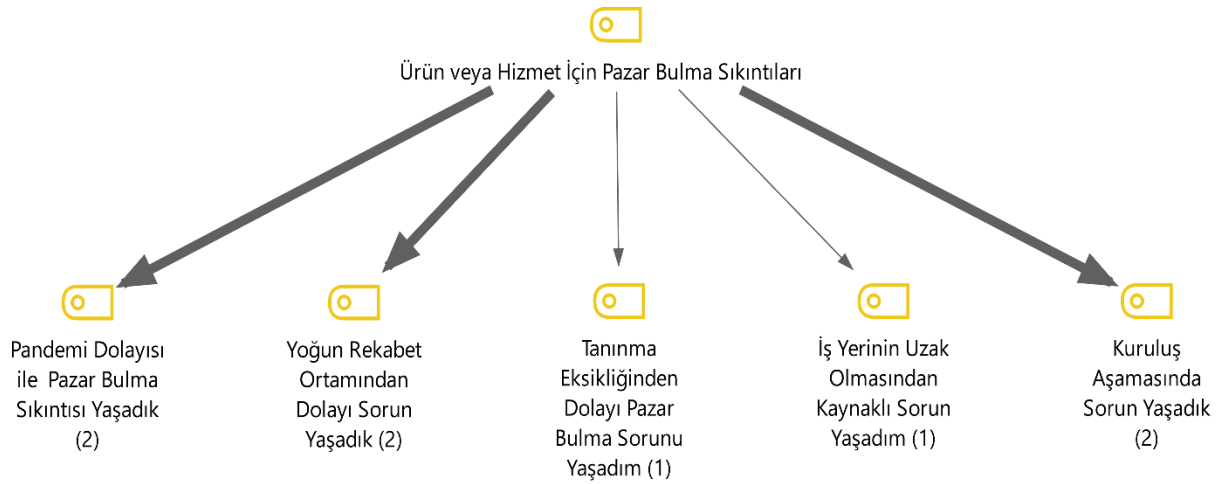 Ürün veya Hizmet İçin Pazar Bulma Sıkıntıları
Pandemi Dolayısı
ile Pazar Bulma
Sıkıntısı Yaşadık
(2)
Yoğun Rekabet
Ortamından
Dolayı Sorun
Yaşadık (2)
Tanınma
Eksikliğinden
Dolayı Pazar
Bulma Sorunu
Yaşadım (1)
İş Yerinin Uzak
Olmasından
Kaynaklı Sorun
Yaşadım (1)
Kuruluş
Aşamasında
Sorun Yaşadık
(2)